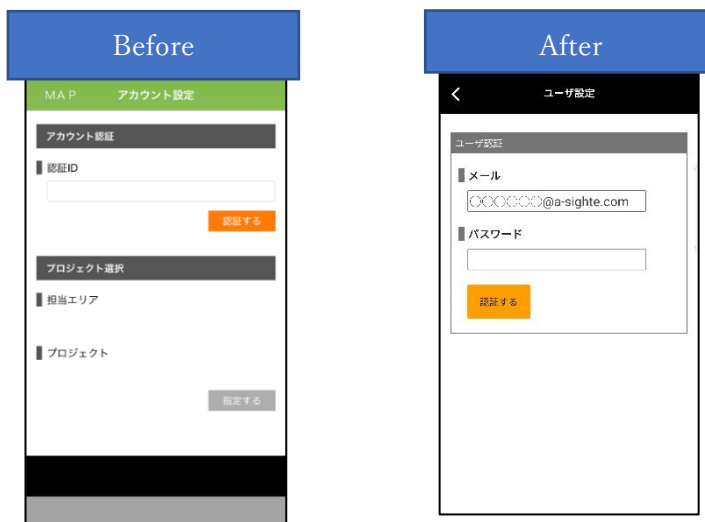 Before
MAP アカウント設定
アカウント認証
認証ID
認証する
プロジェクト選択
担当エリア
プロジェクト
指定する
After
ユーザ設定
ユーザ認証
メール
〇〇〇〇〇〇@a-sighte.com
パスワード
認証する